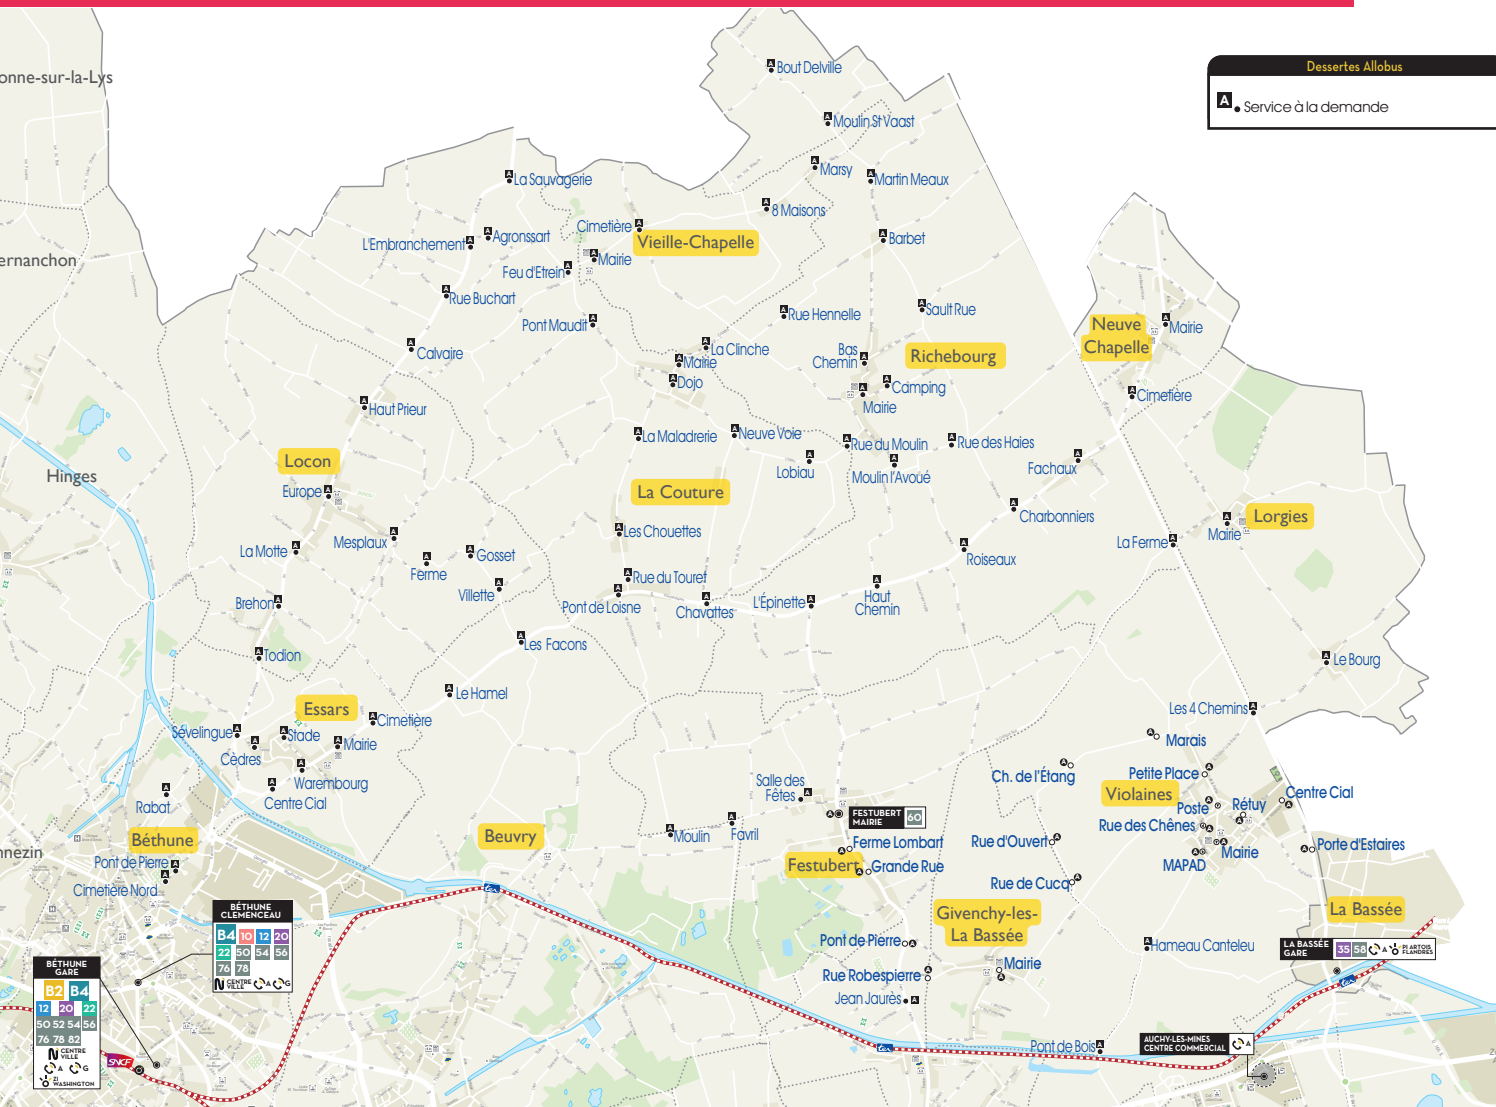 onne-sur-la-Lys
Bout Delville
Dessertes Allobus
A Service à la demande
Moulin St Vaast
Marsy
Martin Meaux
La Sauvagerie
8 Maisons
Cimetière
Agronssart
L'Embranchement
Vieille-Chapelle
Barbet
ernanchon
Mairie
Feu d'Etrein
Rue Buchart
Pont Maudit
Rue Hennelle
Sault Rue
Neuve
Chapelle
Mairie
Calvaire
La Clinche
Mairie
Dojo
Bas
Chemin
Richebourg
Camping
Mairie
Cimetière
Haut Prieur
La Maladrerie
Neuve Voie
Rue du Moulin
Rue des Haies
Locon
Lobiau
Moulin l'Avoué
Fachaux
Hinges
Europe
La Couture
Charbonniers
Lorgies
Mairie
Les Chouettes
La Motte
Mesplaux
Gosset
Ferme
La Ferme
Roiseaux
Villette
Rue du Touret
Pont de Loisne
Chavattes
L'Épinette
Haut
Chemin
Brehon
Les Facons
Todion
Le Bourg
Le Hamel
Essars
Cimetière
Les 4 Chemins
Sévelingue
Stade
Mairie
Cèdres
Marais
Warembourg
Centre Cial
Rabat
Salle des
Fêtes
Ch. de l'Étang
Petite Place
Violaines
Centre Cial
Poste
Rétuy
FESTUBERT
MAIRIE
60
Rue des Chênes
Béthune
Beuvry
Moulin
Favril
Ferme Lombart
Rue d'Ouvert
Mairie
Porte d'Estaires
nnezin
Pont de Pierre
Festubert
Grande Rue
MAPAD
Cimetière Nord
Rue de Cucq
BÉTHUNE
CLEMENCEAU
B4 10 12 20
22 50 54 56
76 78
N CENTRE
VILLE A G
Givenchy-les-
La Bassée
La Bassée
Pont de Pierre
Hameau Canteleu
LA BASSÉE
GARE
35 58 A PI ARTOIS
FLANDRES
BÉTHUNE
GARE
B2 B4
12 20 22
50 52 54 56
76 78 82
N CENTRE
VILLE
A G
ZI
WASHINGTON
SNCF
Mairie
Rue Robespierre
Jean Jaurès
Pont de Bois
AUCHY-LES-MINES
CENTRE COMMERCIAL
A